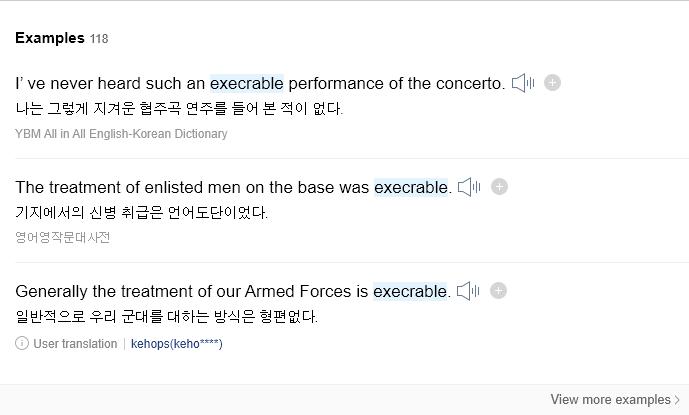 Examples 118
I' ve never heard such an execrable performance of the concerto.
나는 그렇게 지겨운 협주곡 연주를 들어 본 적이 없다.
YBM All in All English-Korean Dictionary
The treatment of enlisted men on the base was execrable.
기지에서의 신병 취급은 언어도단이었다.
영어영작문대사전
Generally the treatment of our Armed Forces is execrable.
일반적으로 우리 군대를 대하는 방식은 형편없다.
User translation | kehops(keho****)
View more examples >